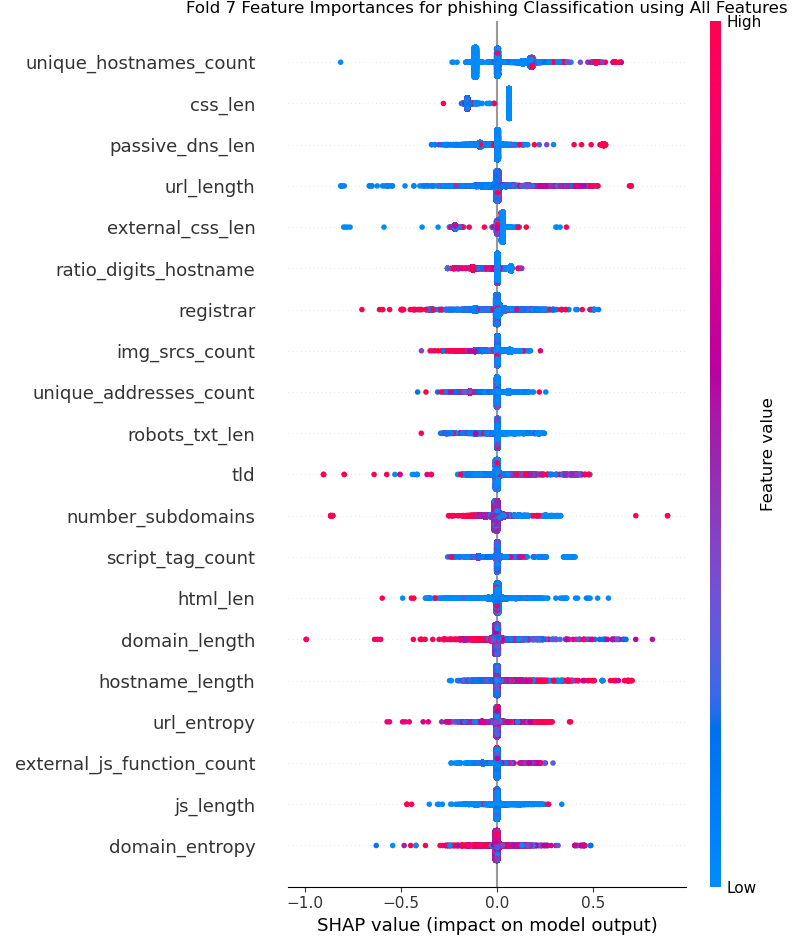 Fold 7 Feature Importances for phishing Classification using All Features
High
unique_hostnames_count
css_len
passive_dns_len
url_length
external_css_len
ratio_digits_hostname
registrar
img_srcs_count
unique_addresses_count
robots_txt_len
tld
number_subdomains
script_tag_count
html_len
domain_length
hostname_length
url_entropy
external_js_function_count
js_length
domain_entropy
Feature value
Low
−1.0 −0.5 0.0 0.5
SHAP value (impact on model output)